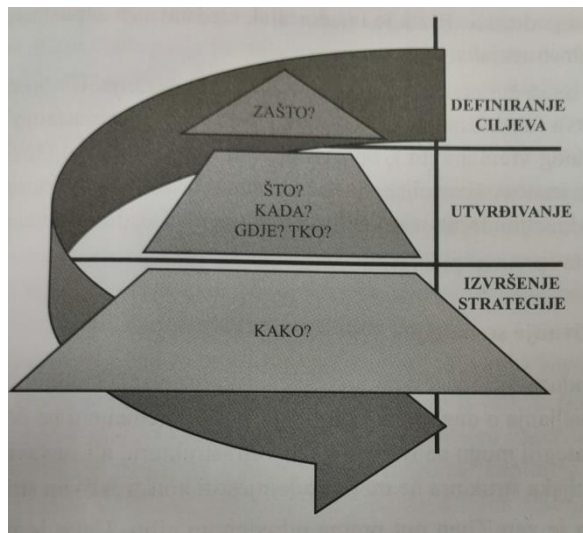 ZAŠTO?
DEFINIRANJE
CILJEVA
ŠTO?
KADA?
GDJE? TKO?
UTVRĐIVANJE
IZVRŠENJE
STRATEGIJE
KAKO?